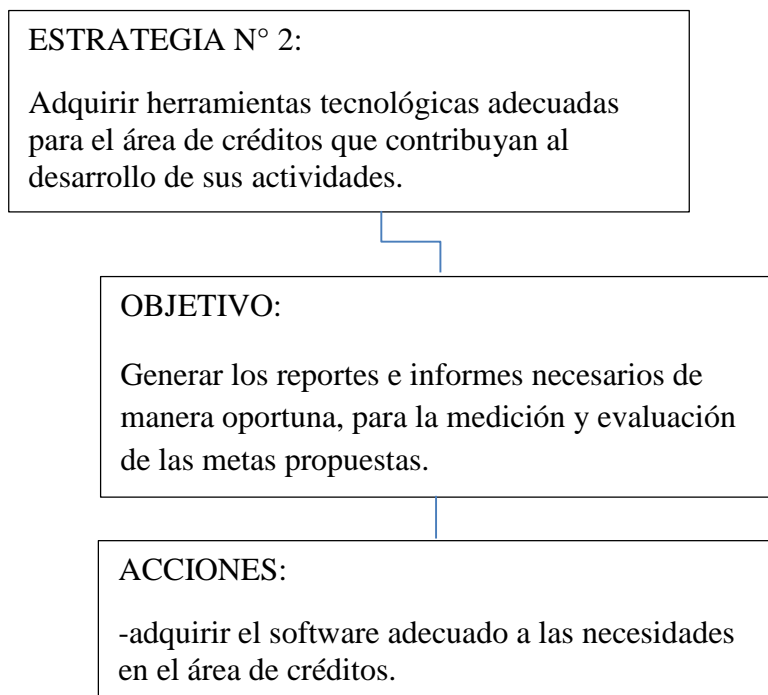 ESTRATEGIA N° 2:
Adquirir herramientas tecnológicas adecuadas
para el área de créditos que contribuyan al
desarrollo de sus actividades.
OBJETIVO:
Generar los reportes e informes necesarios de
manera oportuna, para la medición y evaluación
de las metas propuestas.
ACCIONES:
-adquirir el software adecuado a las necesidades
en el área de créditos.